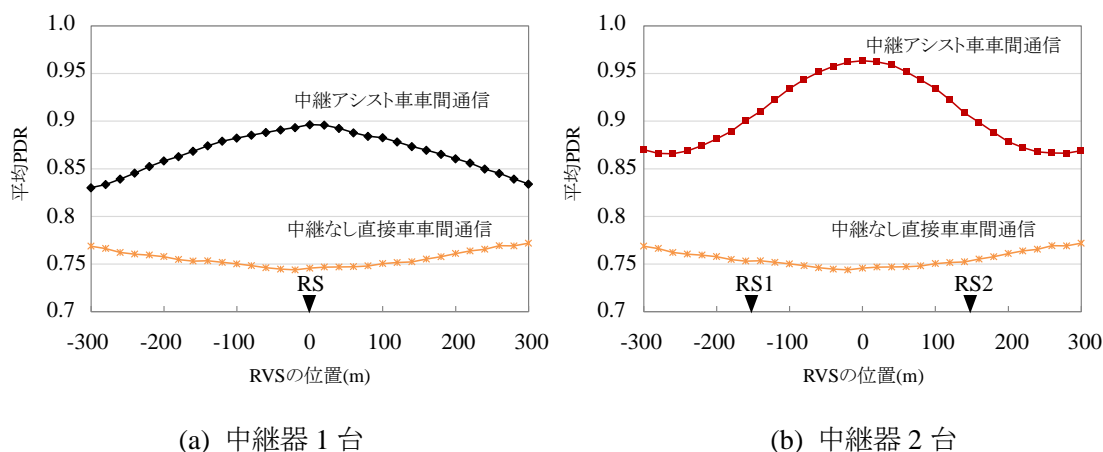 1.0
0.95
0.9
0.85
0.8
0.75
0.7
平均PDR
中継アシスト車車間通信
中継なし直接車車間通信
RS
-300 -200 -100 0 100 200 300
RVSの位置(m)
(a) 中継器 1 台
1.0
0.95
0.9
0.85
0.8
0.75
0.7
平均PDR
中継アシスト車車間通信
中継なし直接車車間通信
RS1 RS2
-300 -200 -100 0 100 200 300
RVSの位置(m)
(b) 中継器 2 台